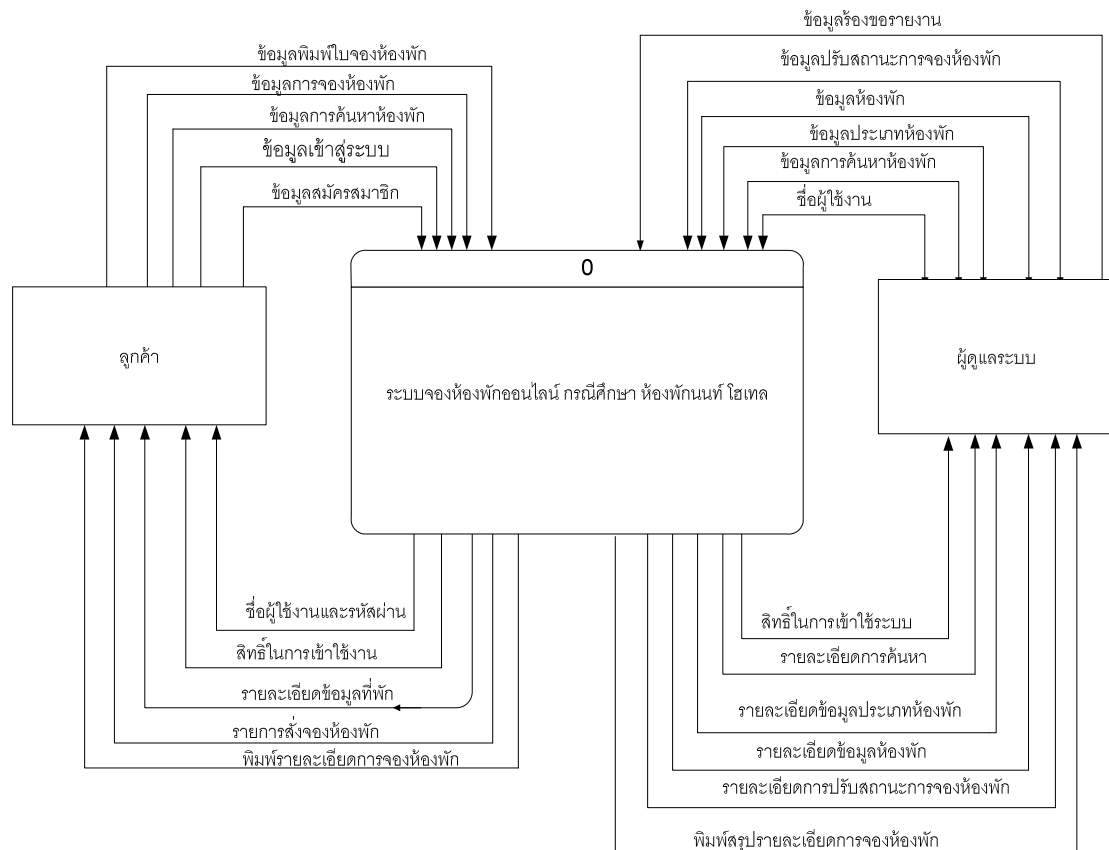 ข้อมูลร้องขอรายงาน
ข้อมูลพิมพ์ใบจองห้องพัก
ข้อมูลปรับสถานะการจองห้องพัก
ข้อมูลการจองห้องพัก
ข้อมูลห้องพัก
ข้อมูลการค้นหาห้องพัก
ข้อมูลประเภทห้องพัก
ข้อมูลเข้าสู่ระบบ
ข้อมูลการค้นหาห้องพัก
ข้อมูลสมัครสมาชิก
ชื่อผู้ใช้งาน
0
ลูกค้า
ระบบจองห้องพักออนไลน์ กรณีศึกษา ห้องพักนนท์ โฮเทล
ผู้ดูแลระบบ
ชื่อผู้ใช้งานและรหัสผ่าน
สิทธิ์ในการเข้าใช้งาน
รายละเอียดข้อมูลที่พัก
รายการสั่งจองห้องพัก
พิมพ์รายละเอียดการจองห้องพัก
สิทธิ์ในการเข้าใช้ระบบ
รายละเอียดการค้นหา
รายละเอียดข้อมูลประเภทห้องพัก
รายละเอียดข้อมูลห้องพัก
รายละเอียดการปรับสถานะการจองห้องพัก
พิมพ์สรุปรายละเอียดการจองห้องพัก